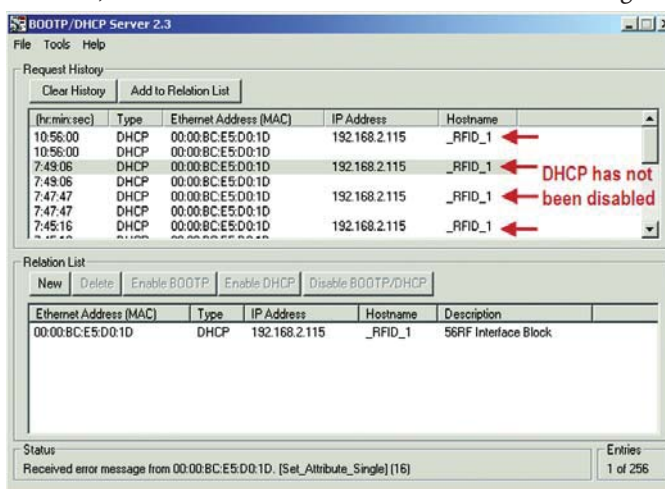 BOOTP/DHCP Server 2.3
File Tools Help
Request History
Clear History Add to Relation List
(hr:min:sec) Type Ethernet Address (MAC) IP Address Hostname
10:56:00 DHCP 00:00:BC:E5:D0:1D 192.168.2.115 _RFID_1
10:56:00 DHCP 00:00:BC:E5:D0:1D
7:49:06 DHCP 00:00:BC:E5:D0:1D 192.168.2.115 _RFID_1
7:49:06 DHCP 00:00:BC:E5:D0:1D
7:47:47 DHCP 00:00:BC:E5:D0:1D 192.168.2.115 _RFID_1
7:47:47 DHCP 00:00:BC:E5:D0:1D
7:45:16 DHCP 00:00:BC:E5:D0:1D 192.168.2.115 _RFID_1
DHCP has not
been disabled
Relation List
New Delete Enable BOOTP Enable DHCP Disable BOOTP/DHCP
Ethernet Address (MAC) Type IP Address Hostname Description
00:00:BC:E5:D0:1D DHCP 192.168.2.115 _RFID_1 56RF Interface Block
Status
Received error message from 00:00:BC:E5:D0:1D. [Set_Attribute_Single] (16)
Entries
1 of 256